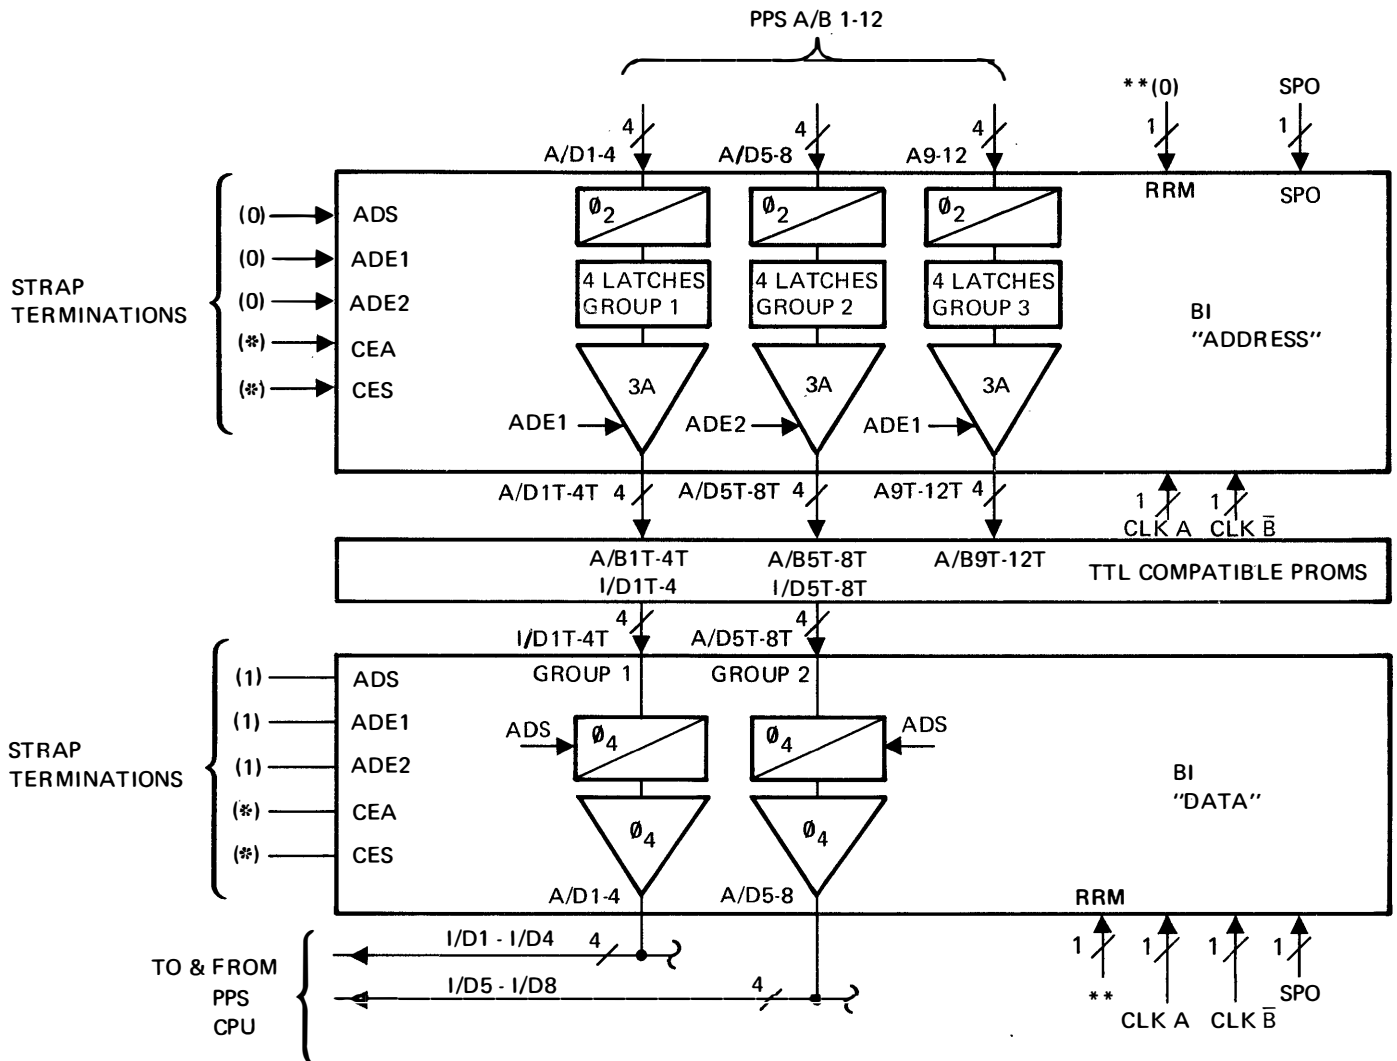 PPS A/B 1-12
**(0)
SPO
4
4
4
1
1
A/D1-4
A/D5-8
A9-12
RRM
SPO
STRAP
TERMINATIONS
(0)
ADS
(0)
ADE1
(0)
ADE2
(*)
CEA
(*)
CES
Ø2
Ø2
Ø2
4 LATCHES
GROUP 1
4 LATCHES
GROUP 2
4 LATCHES
GROUP 3
3A
3A
3A
ADE1
ADE2
ADE1
BI
"ADDRESS"
A/D1T-4T
4
A/D5T-8T
4
A9T-12T
4
1
CLK A
1
CLK B̅
A/B1T-4T
A/B5T-8T
A/B9T-12T
I/D1T-4
I/D5T-8T
TTL COMPATIBLE PROMS
4
4
I/D1T-4T
A/D5T-8T
GROUP 1
GROUP 2
STRAP
TERMINATIONS
(1)
ADS
(1)
ADE1
(1)
ADE2
(*)
CEA
(*)
CES
ADS
Ø4
Ø4
ADS
Ø4
Ø4
BI
"DATA"
A/D1-4
A/D5-8
RRM
1
1
1
1
**
CLK A
CLK B̅
SPO
TO & FROM
PPS
CPU
I/D1 - I/D4
4
I/D5 - I/D8
4